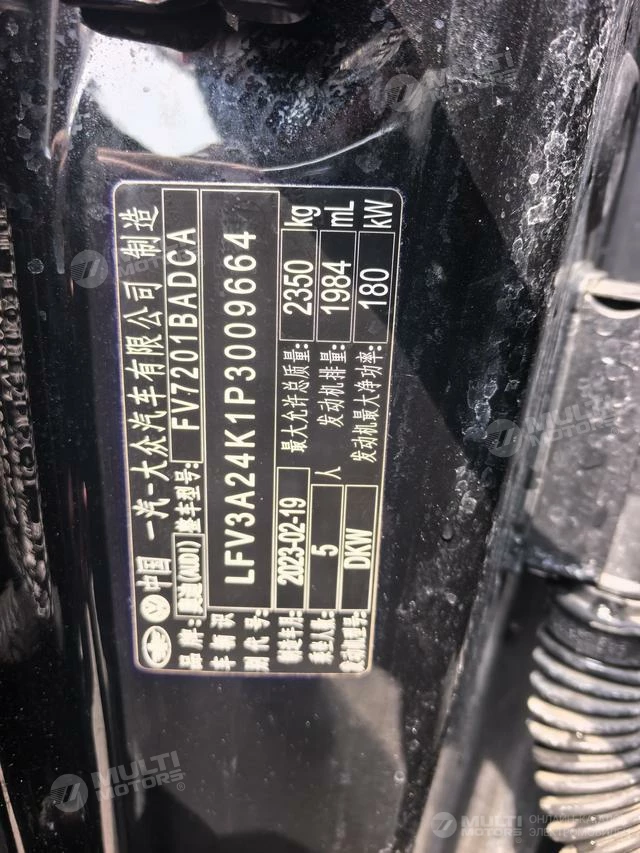 中国 一汽-大众汽车有限公司 制造
品牌: 奥迪(AUDI) 整车型号: FV7201BADCA
车辆识别代号: LFV3A24K1P3009664
制造年月: 2023-02-19 最大允许总质量: 2350 kg
乘坐人数: 5 人 发动机排量: 1984 mL
发动机型号: DKW 发动机最大净功率: 180 kW
MULTI MOTORS®
MULTI MOTORS